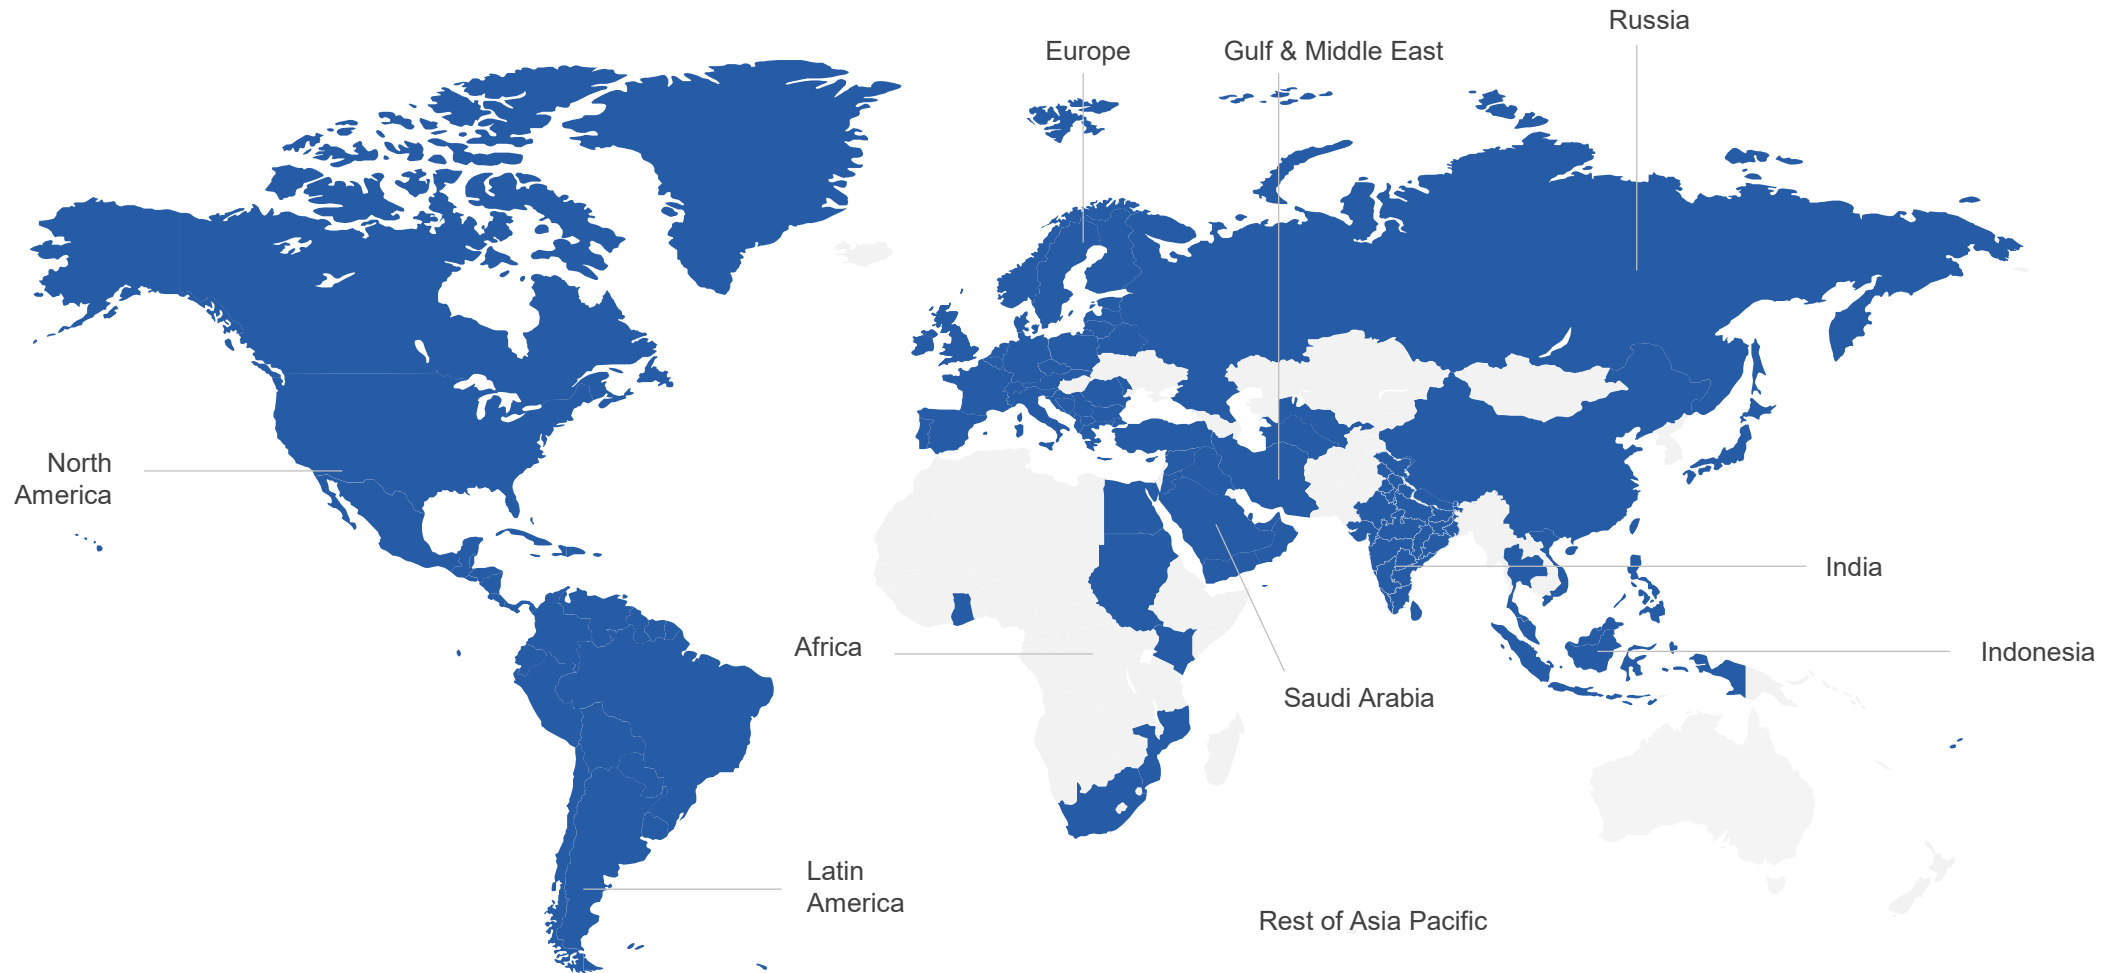 Russia
Europe
Gulf & Middle East
North
America
India
Africa
Indonesia
Saudi Arabia
Latin
America
Rest of Asia Pacific